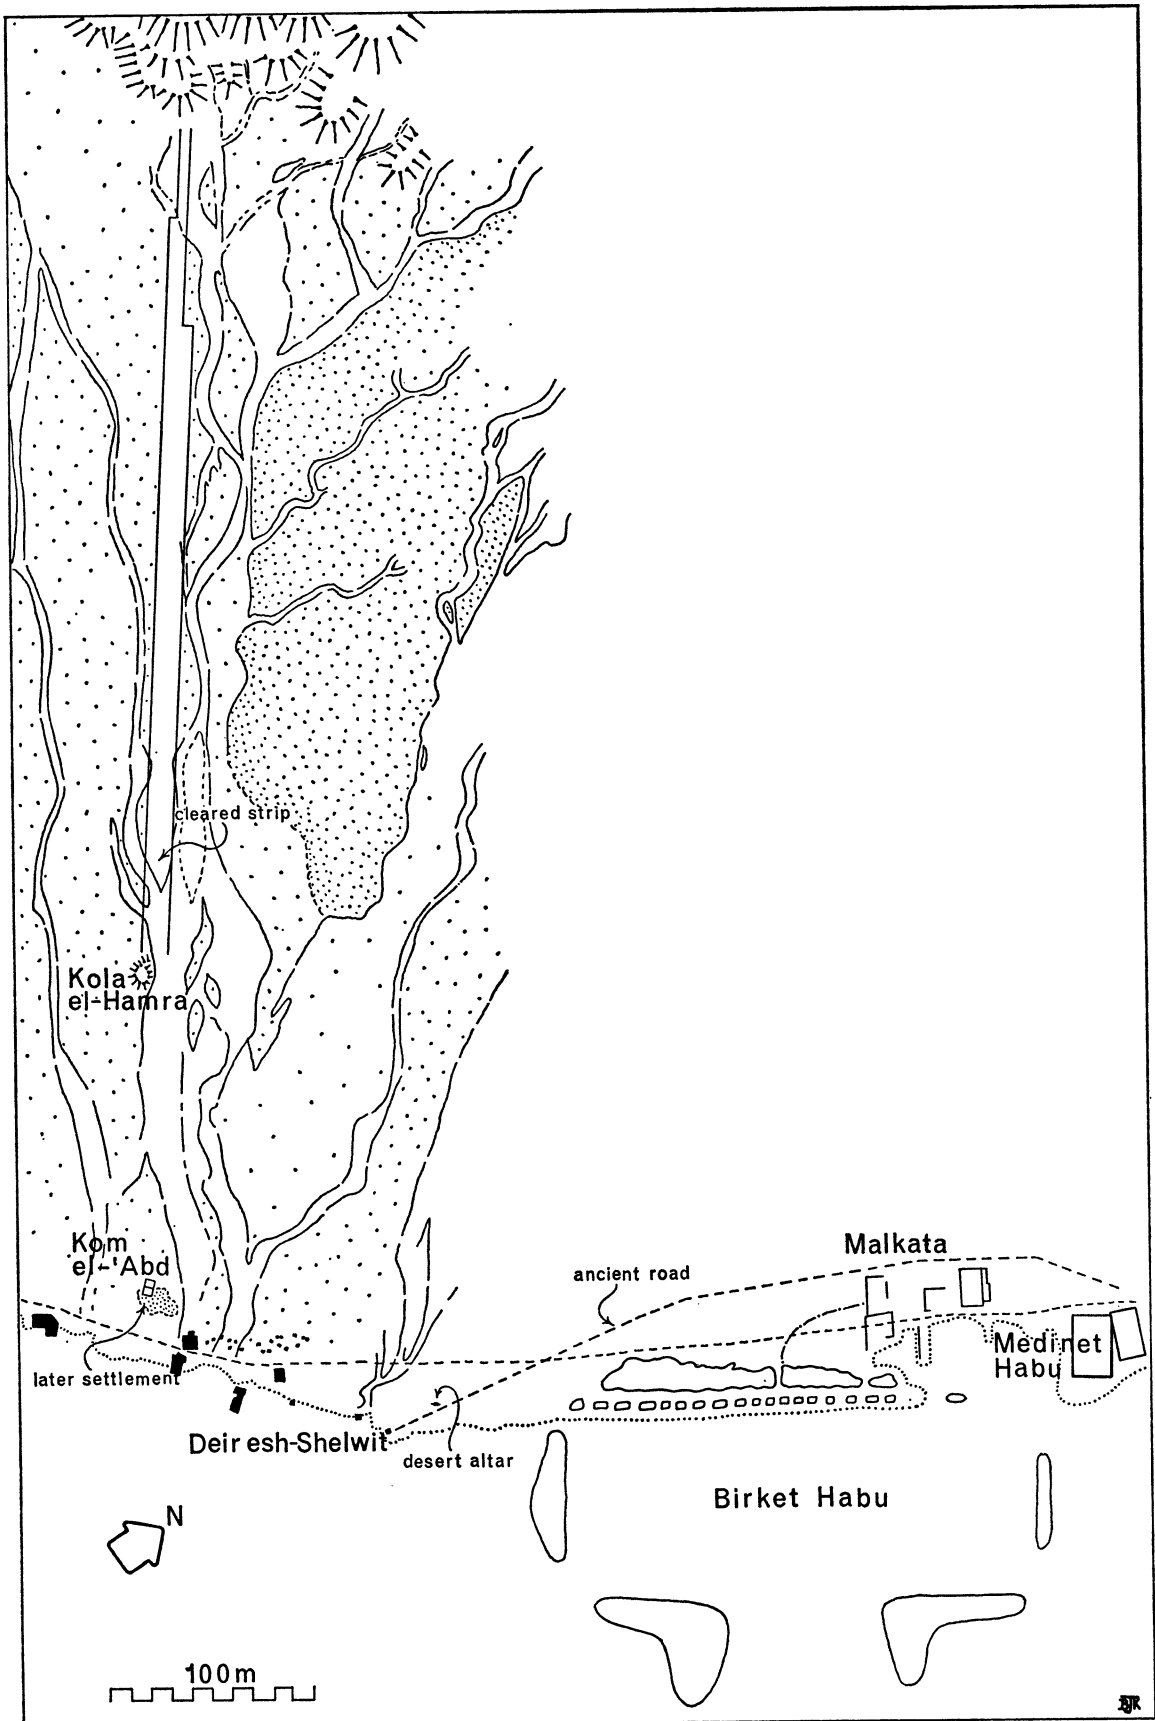 cleared strip
Kola
el-Hamra
Kom
el-'Abd
Malkata
ancient road
Medinet
Habu
later settlement
Deir esh-Shelwit
desert altar
Birket Habu
N
100m